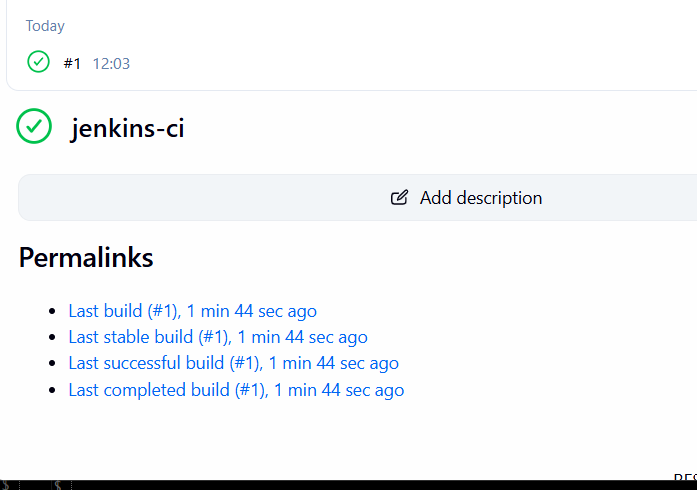 Today
#1 12:03
jenkins-ci
Add description
Permalinks
Last build (#1), 1 min 44 sec ago
Last stable build (#1), 1 min 44 sec ago
Last successful build (#1), 1 min 44 sec ago
Last completed build (#1), 1 min 44 sec ago